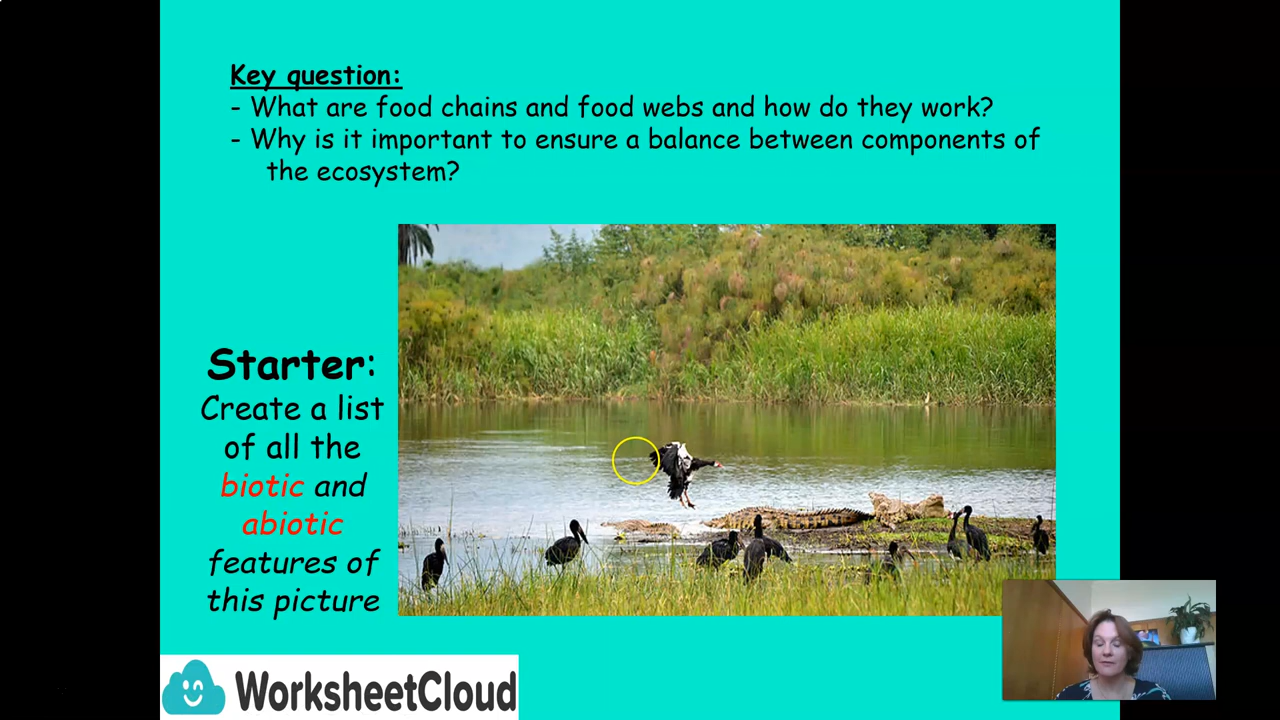 Key question:
- What are food chains and food webs and how do they work?
- Why is it important to ensure a balance between components of
the ecosystem?
Starter:
Create a list
of all the
biotic and
abiotic
features of
this picture
WorksheetCloud